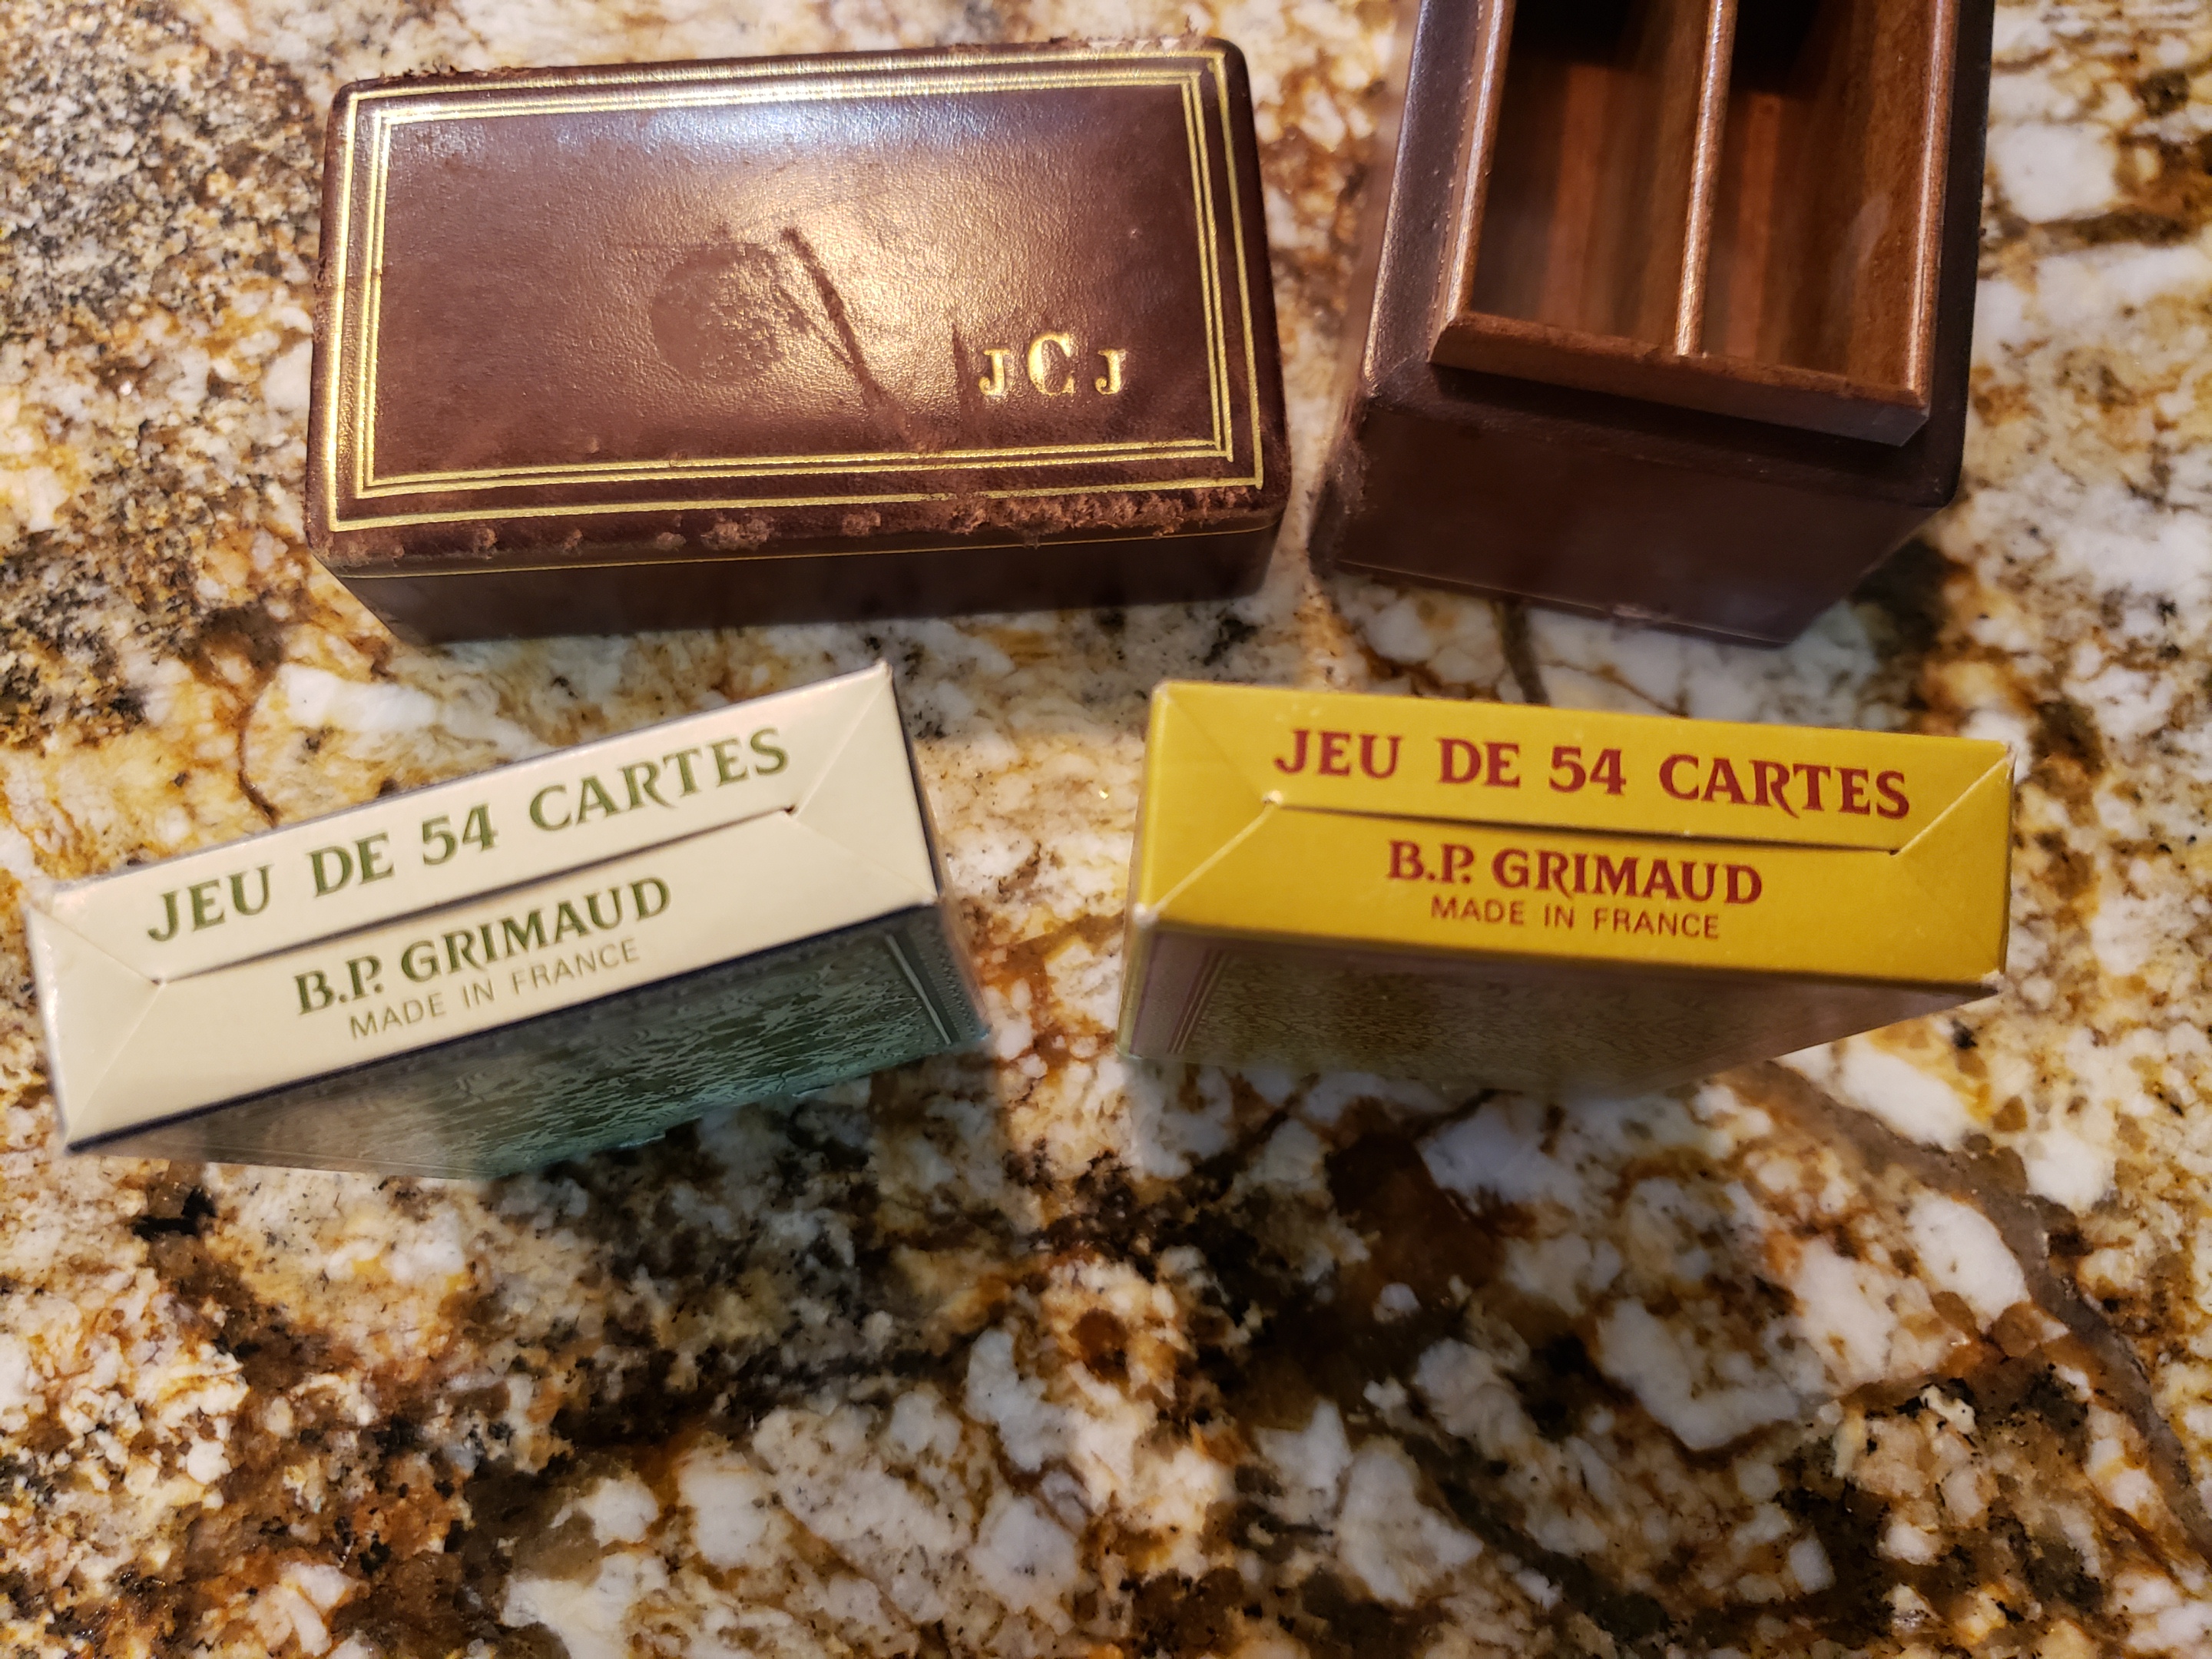 JCJ
JEU DE 54 CARTES
B.P. GRIMAUD
MADE IN FRANCE
JEU DE 54 CARTES
B.P. GRIMAUD
MADE IN FRANCE